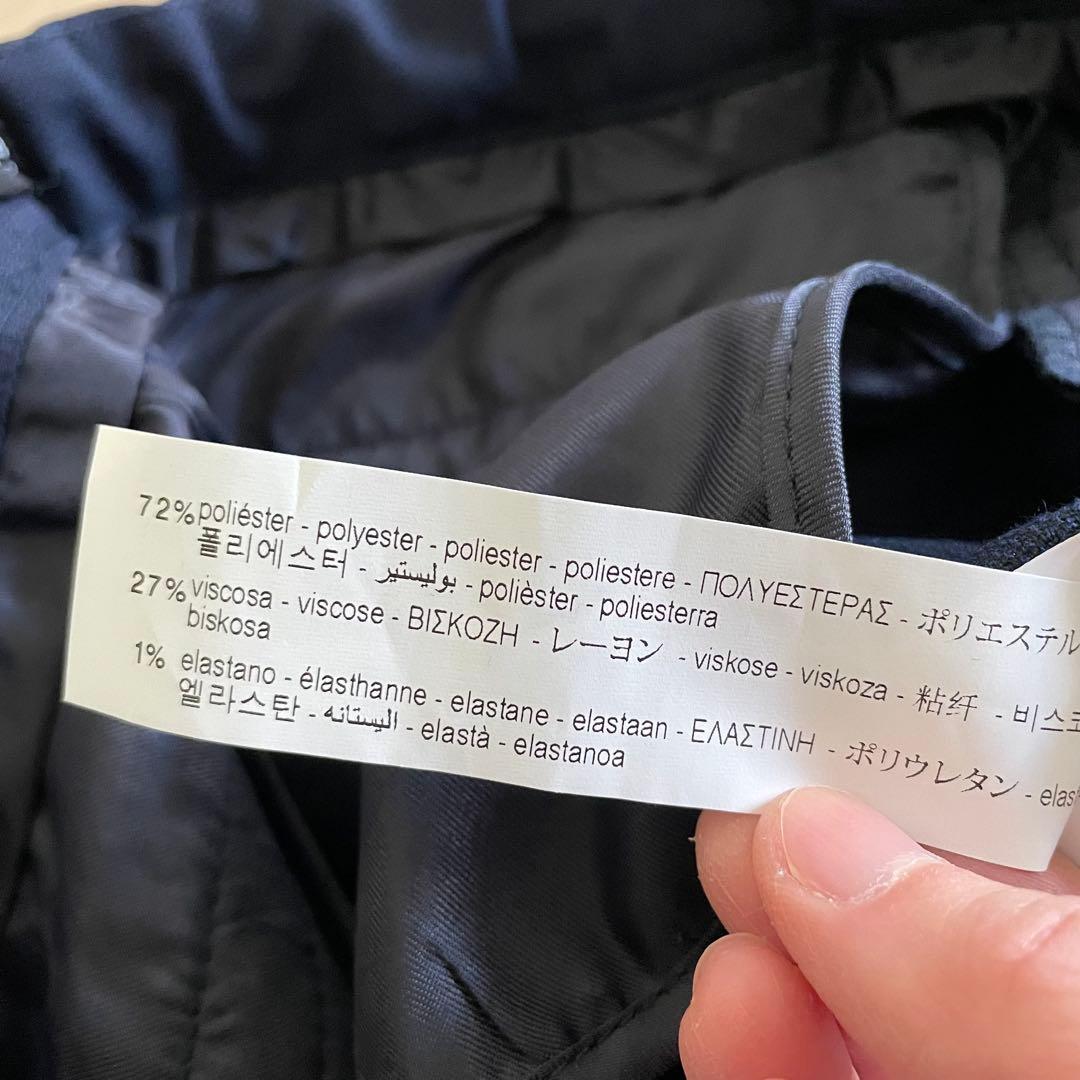 72% poliéster - polyester - poliester - poliestere - ΠΟΛΥΕΣΤΕΡΑΣ - ポリエステル
폴리에스터 - بوليستير - polièster - poliesterra
27% viscosa - viscose - ΒΙΣΚΟΖΗ - レーヨン - viskose - viskoza - 粘纤 - 비스코
biskosa
1% elastano - élasthanne - elastane - elastaan - ΕΛΑΣΤΙΝΗ - ポリウレタン - elas
엘라스탄 - اليستانه - elastà - elastanoa